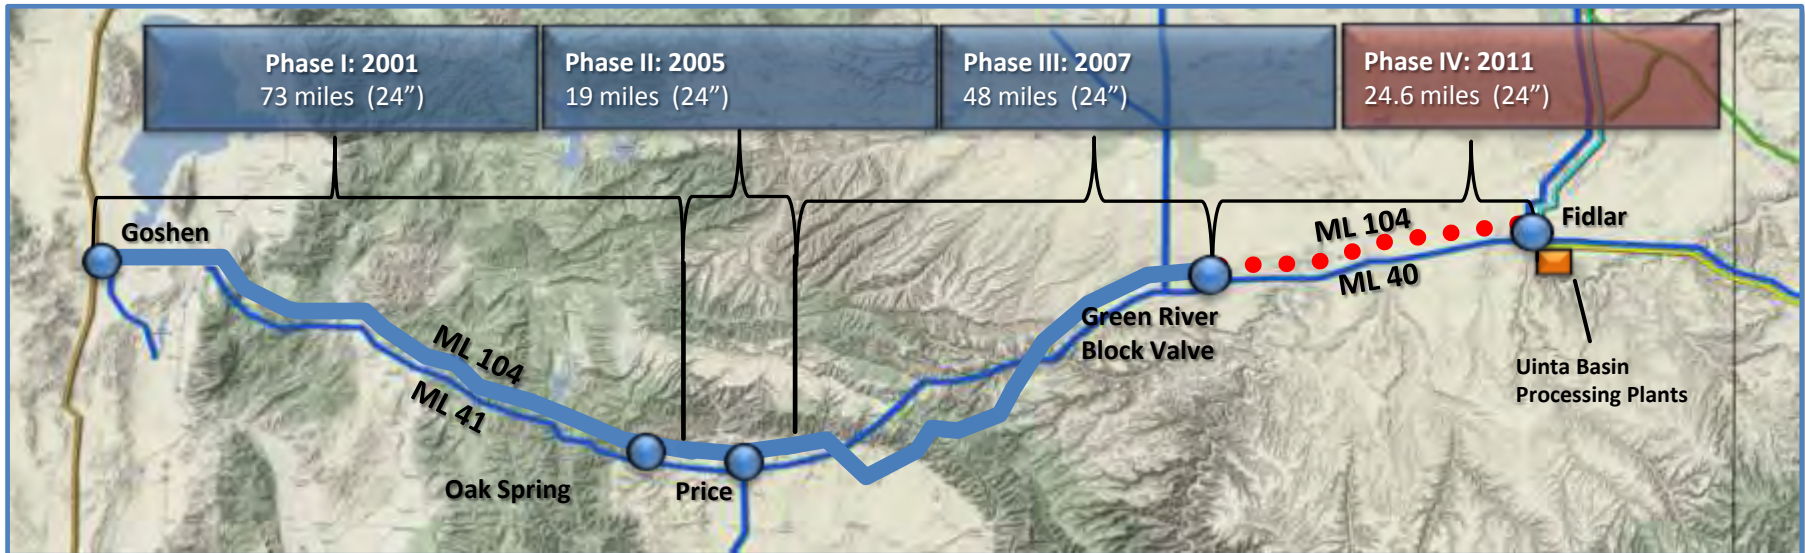 Phase I: 2001
73 miles (24”)
Phase II: 2005
19 miles (24”)
Phase III: 2007
48 miles (24”)
Phase IV: 2011
24.6 miles (24”)
Goshen
ML 104
Fidlar
ML 40
Green River
Block Valve
ML 104
ML 41
Uinta Basin
Processing Plants
Oak Spring
Price